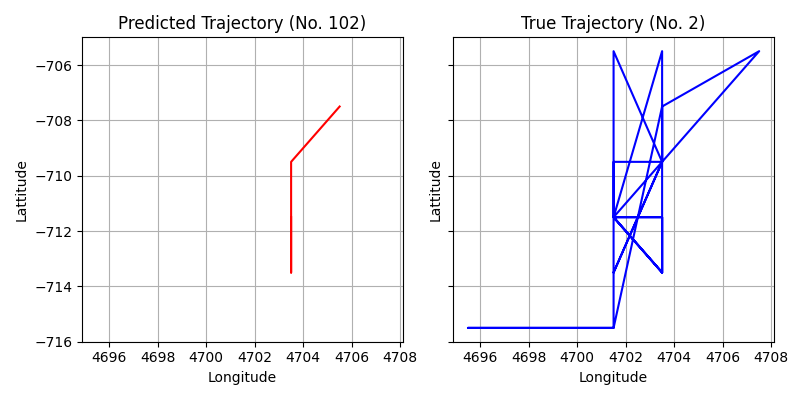 Predicted Trajectory (No. 102)
True Trajectory (No. 2)
Lattitude
−706
−708
−710
−712
−714
−716
4696 4698 4700 4702 4704 4706 4708
Longitude
Lattitude
4696 4698 4700 4702 4704 4706 4708
Longitude